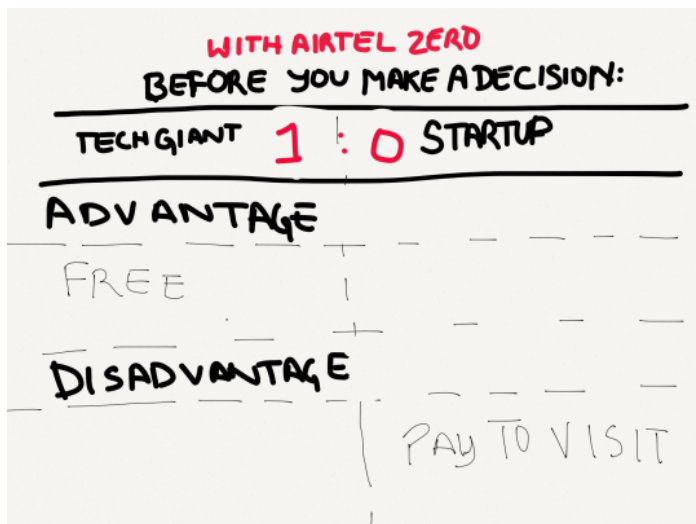 WITH AIRTEL ZERO
BEFORE YOU MAKE A DECISION:
TECH GIANT 1 : 0 STARTUP
ADVANTAGE
FREE
DISADVANTAGE
PAY TO VISIT